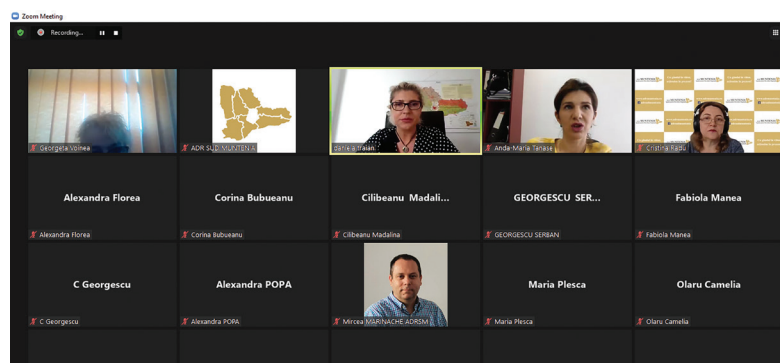 Zoom Meeting
Recording...
Georgeta Voinea
ADR SUD MUNTENIA
daniela traian
Anda-Maria Tanase
Cristina Radu
Alexandra Florea
Corina Bubueanu
Cilibeanu Madali...
GEORGESCU SER...
Fabiola Manea
Alexandra Florea
Corina Bubueanu
Cilibeanu Madalina
GEORGESCU SERBAN
Fabiola Manea
C Georgescu
Alexandra POPA
Maria Plesca
Olaru Camelia
C Georgescu
Alexandra POPA
Mircea MARINACHE ADRSM
Maria Plesca
Olaru Camelia